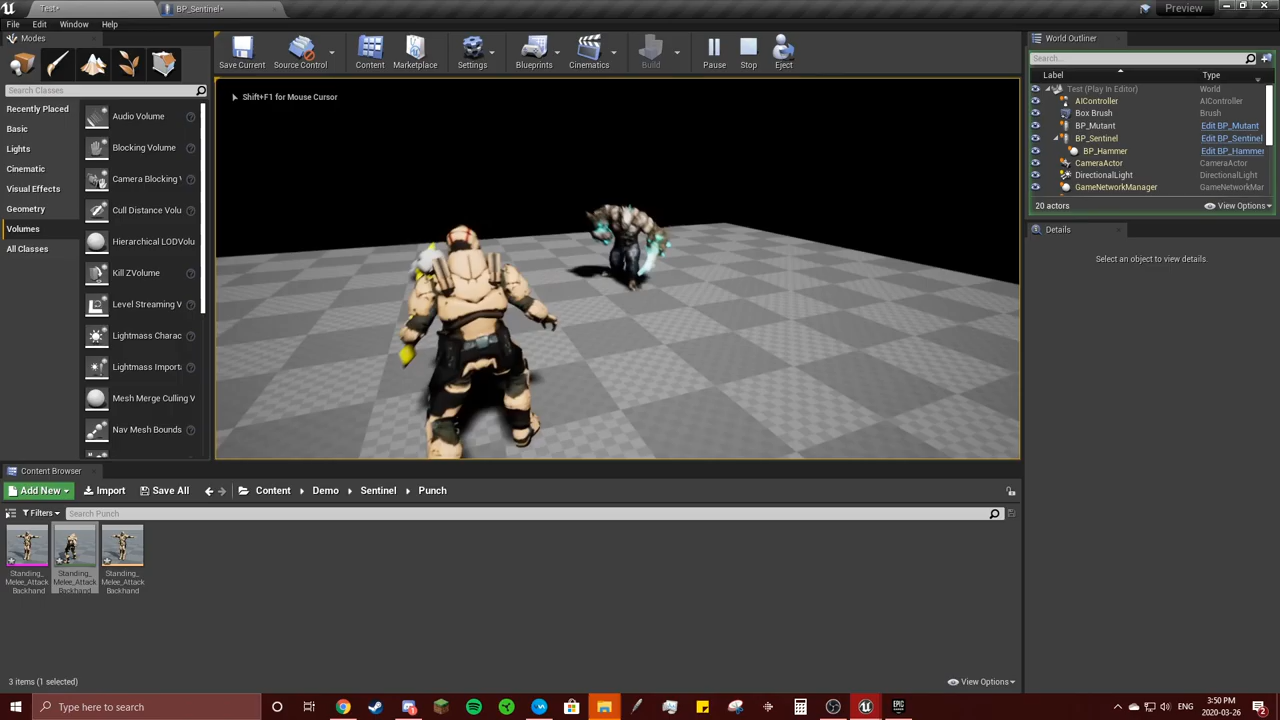 Test*
BP_Sentinel*
Preview
File
Edit
Window
Help
Modes
Search Classes
Recently Placed
Basic
Lights
Cinematic
Visual Effects
Geometry
Volumes
All Classes
Audio Volume
Blocking Volume
Camera Blocking V
Cull Distance Volu
Hierarchical LODVolu
Kill ZVolume
Level Streaming V
Lightmass Charac
Lightmass Import
Mesh Merge Culling V
Nav Mesh Bounds
Save Current
Source Control
Content
Marketplace
Settings
Blueprints
Cinematics
Build
Pause
Stop
Eject
Shift+F1 for Mouse Cursor
World Outliner
Search...
Label Type
Test (Play In Editor) World
AIController AIController
Box Brush Brush
BP_Mutant Edit BP_Mutant
BP_Sentinel Edit BP_Sentinel
BP_Hammer Edit BP_Hammer
CameraActor CameraActor
DirectionalLight DirectionalLight
GameNetworkManager GameNetworkMar
20 actors
View Options
Details
Select an object to view details.
Content Browser
Add New
Import
Save All
Content
Demo
Sentinel
Punch
Filters
Search Punch
Standing_
Melee_Attack
Backhand
Standing_
Melee_Attack
Backhand
Standing_
Melee_Attack
Backhand
3 items (1 selected)
View Options
Type here to search
ENG
3:50 PM
2020-03-26